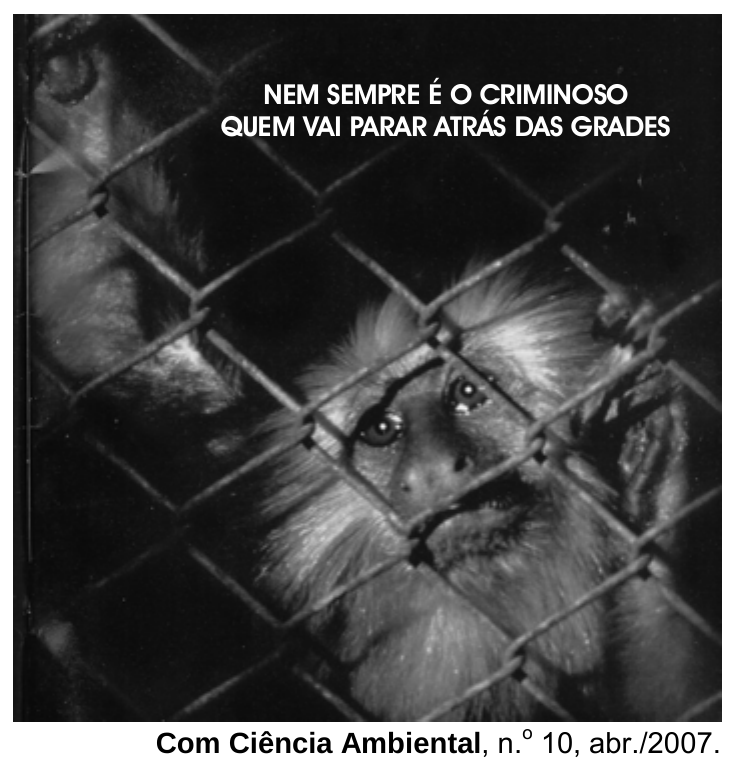 NEM SEMPRE É O CRIMINOSO
QUEM VAI PARAR ATRÁS DAS GRADES
Com Ciência Ambiental, n.º 10, abr./2007.